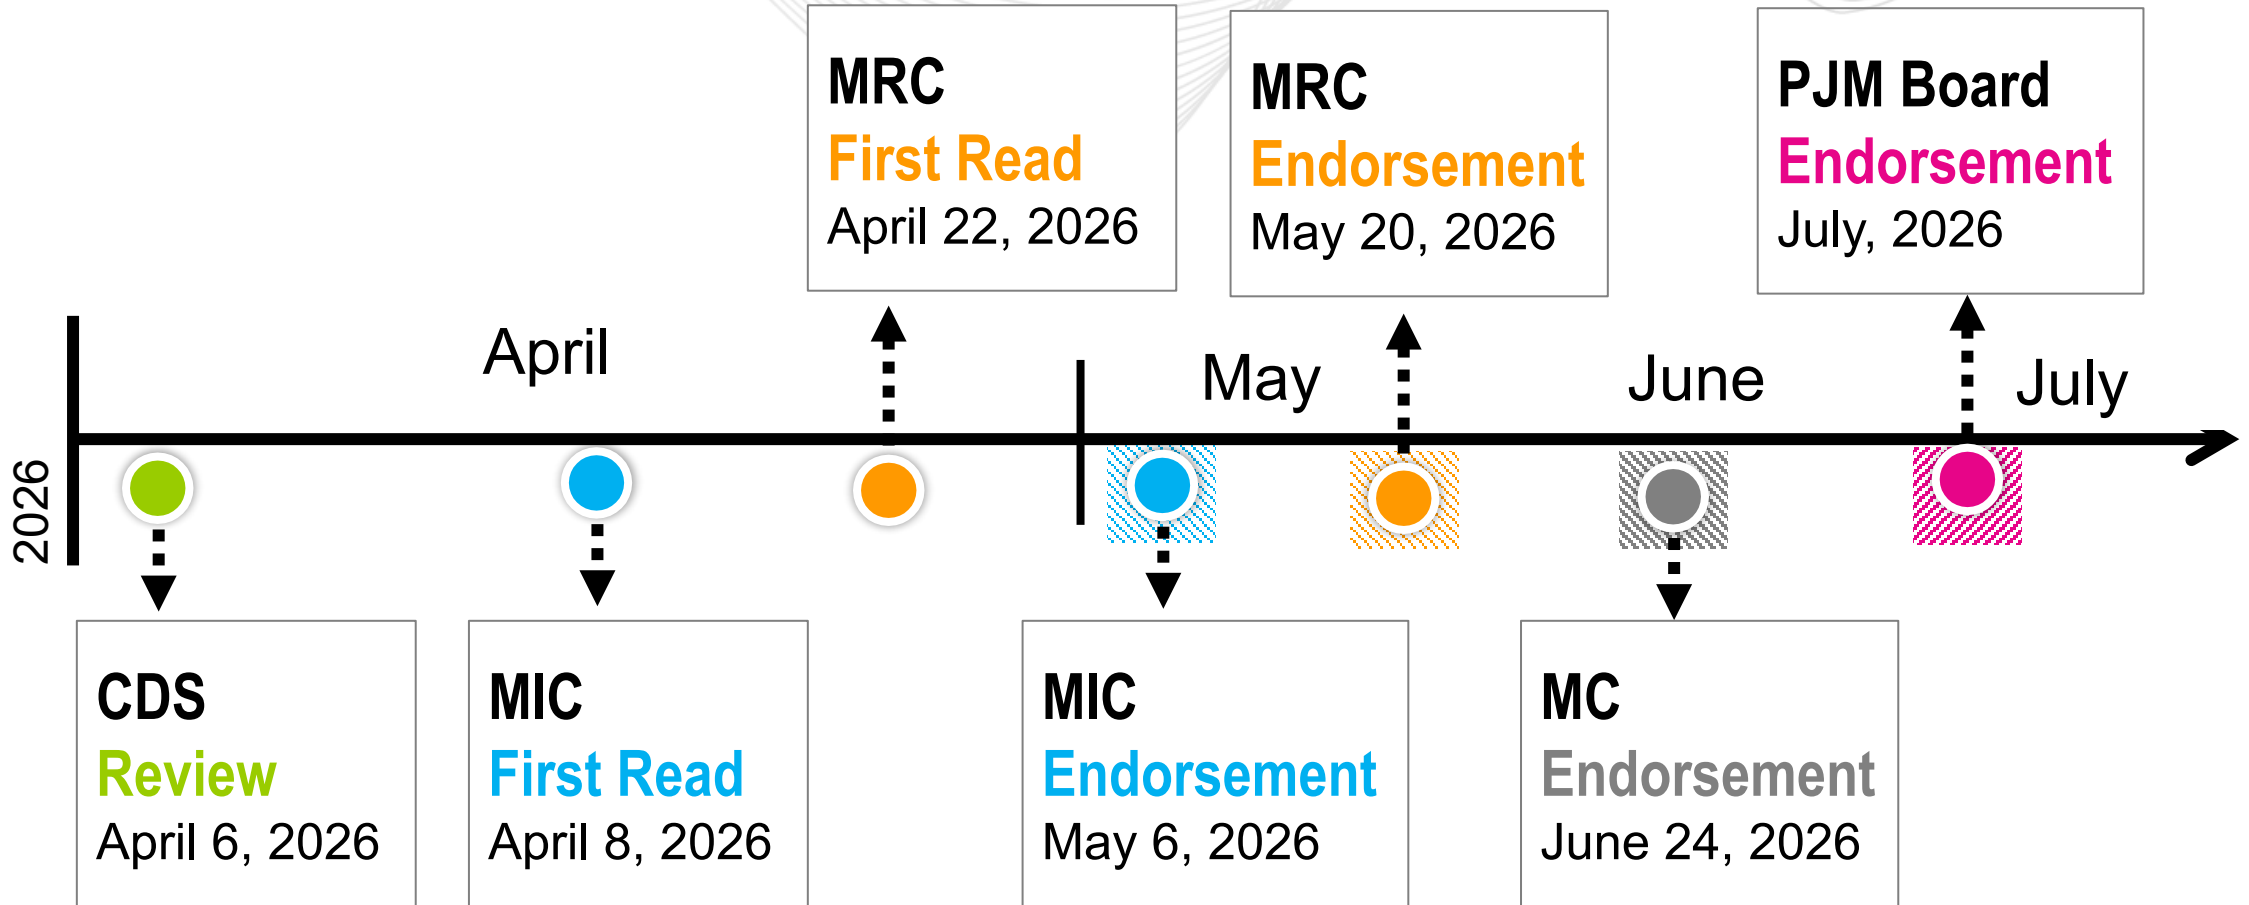 MRC
First Read
April 22, 2026
MRC
Endorsement
May 20, 2026
PJM Board
Endorsement
July, 2026
April
May
June
July
2026
CDS
Review
April 6, 2026
MIC
First Read
April 8, 2026
MIC
Endorsement
May 6, 2026
MC
Endorsement
June 24, 2026